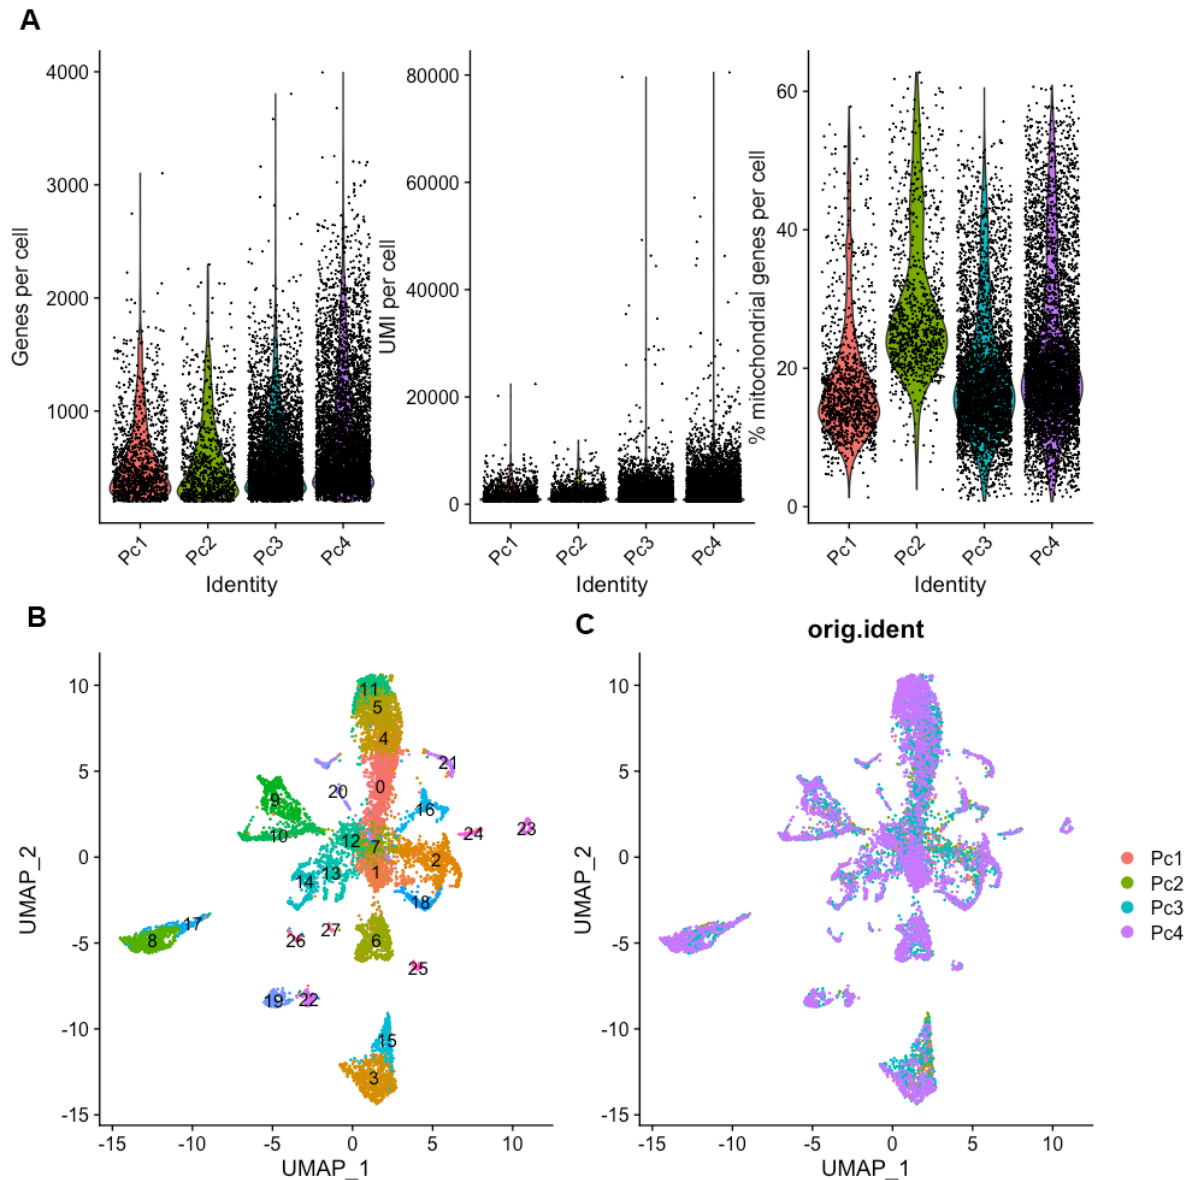 A
Genes per cell
4000
3000
2000
1000
Pc1
Pc2
Pc3
Pc4
Identity
UMI per cell
80000
60000
40000
20000
0
Pc1
Pc2
Pc3
Pc4
Identity
% mitochondrial genes per cell
60
40
20
0
Pc1
Pc2
Pc3
Pc4
Identity
B
UMAP_2
10
5
0
-5
-10
-15
11
5
4
21
0
9
20
16
10
12
7
24
23
2
13
1
14
18
17
8
27
26
6
25
19
22
15
3
-15
-10
-5
0
5
10
UMAP_1
C
orig.ident
UMAP_2
10
5
0
-5
-10
-15
-15
-10
-5
0
5
10
UMAP_1
Pc1
Pc2
Pc3
Pc4